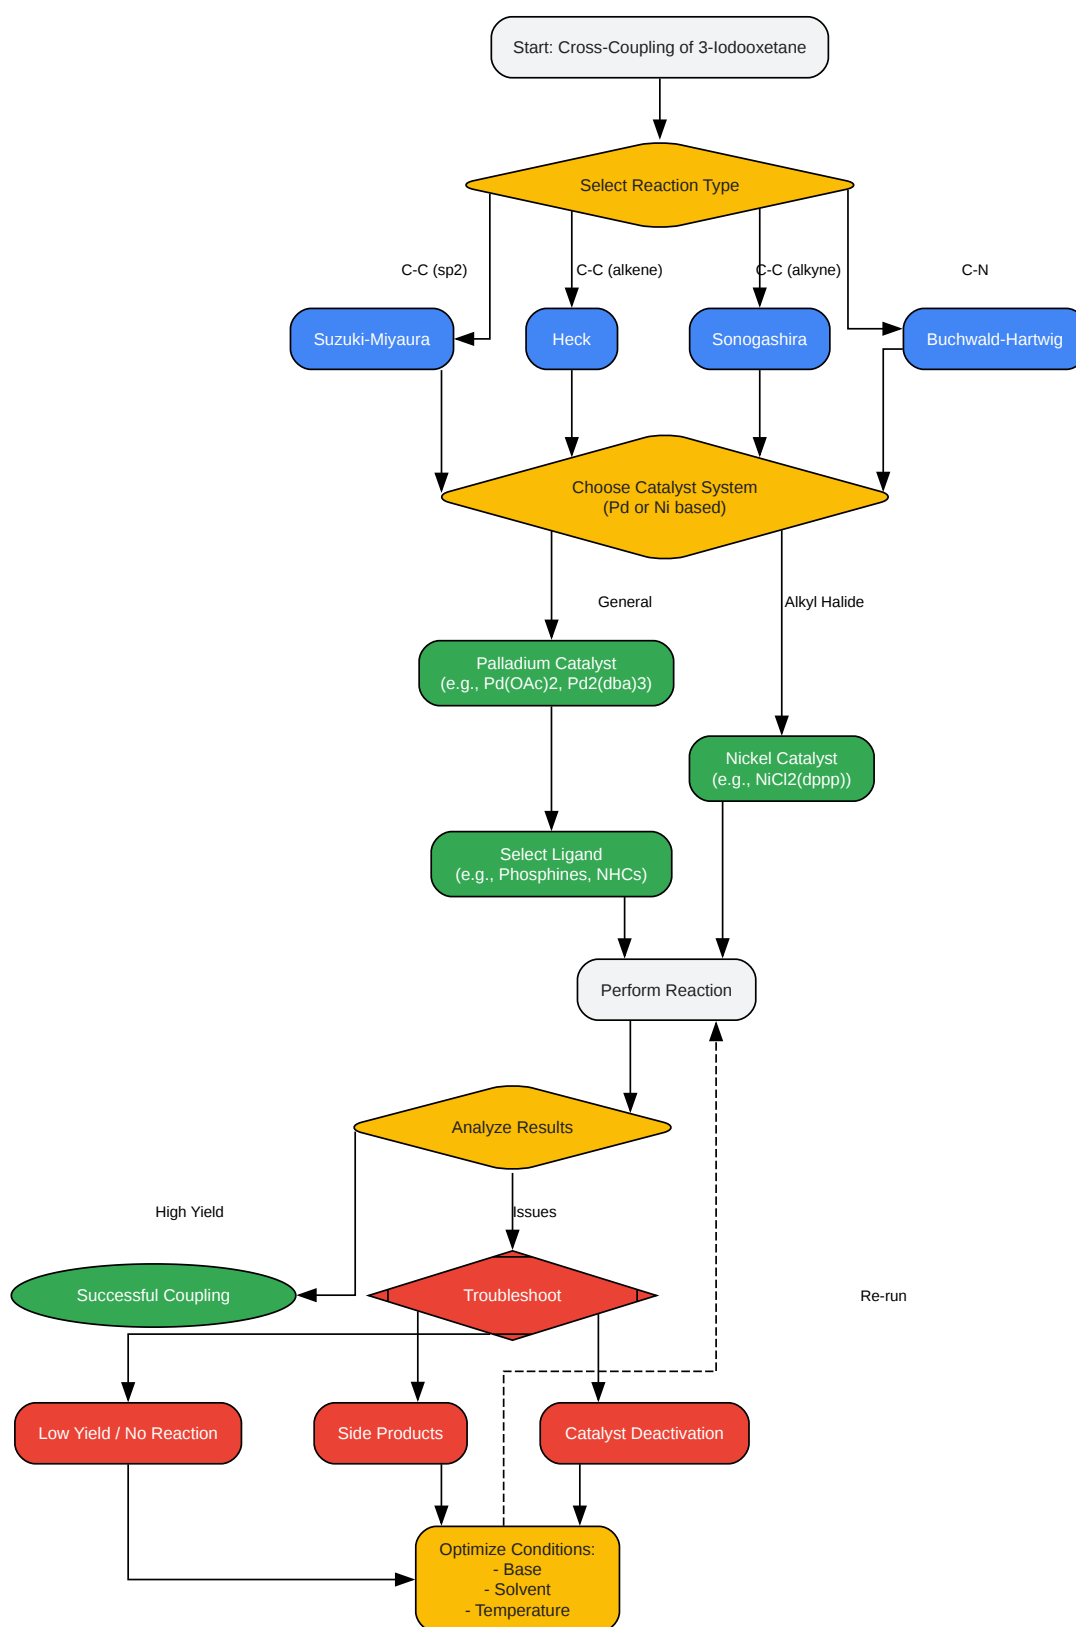 Start: Cross-Coupling of 3-Iodooxetane
Select Reaction Type
C-C (sp2)
C-C (alkene)
C-C (alkyne)
C-N
Suzuki-Miyaura
Heck
Sonogashira
Buchwald-Hartwig
Choose Catalyst System
(Pd or Ni based)
General
Alkyl Halide
Palladium Catalyst
(e.g., Pd(OAc)2, Pd2(dba)3)
Nickel Catalyst
(e.g., NiCl2(dppp))
Select Ligand
(e.g., Phosphines, NHCs)
Perform Reaction
Analyze Results
High Yield
Issues
Successful Coupling
Troubleshoot
Re-run
Low Yield / No Reaction
Side Products
Catalyst Deactivation
Optimize Conditions:
- Base
- Solvent
- Temperature